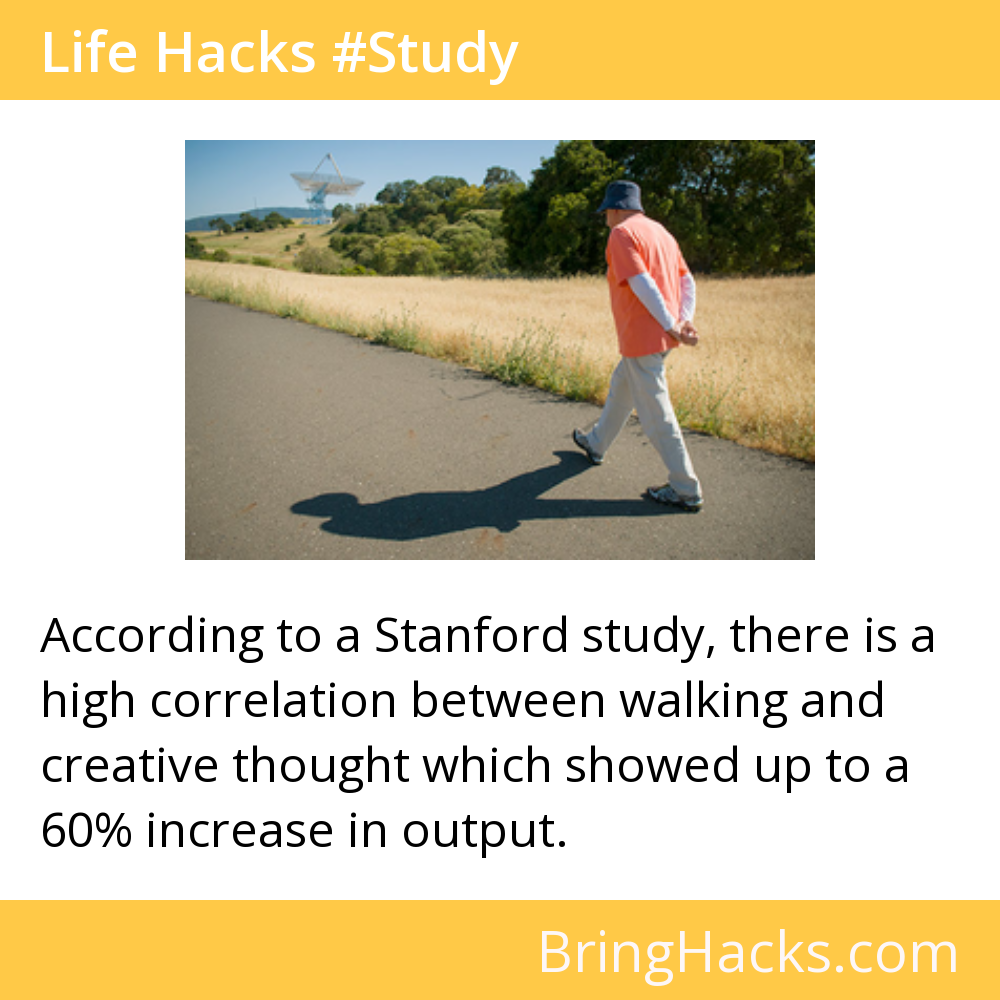 Life Hacks #Study
According to a Stanford study, there is a
high correlation between walking and
creative thought which showed up to a
60% increase in output.
BringHacks.com